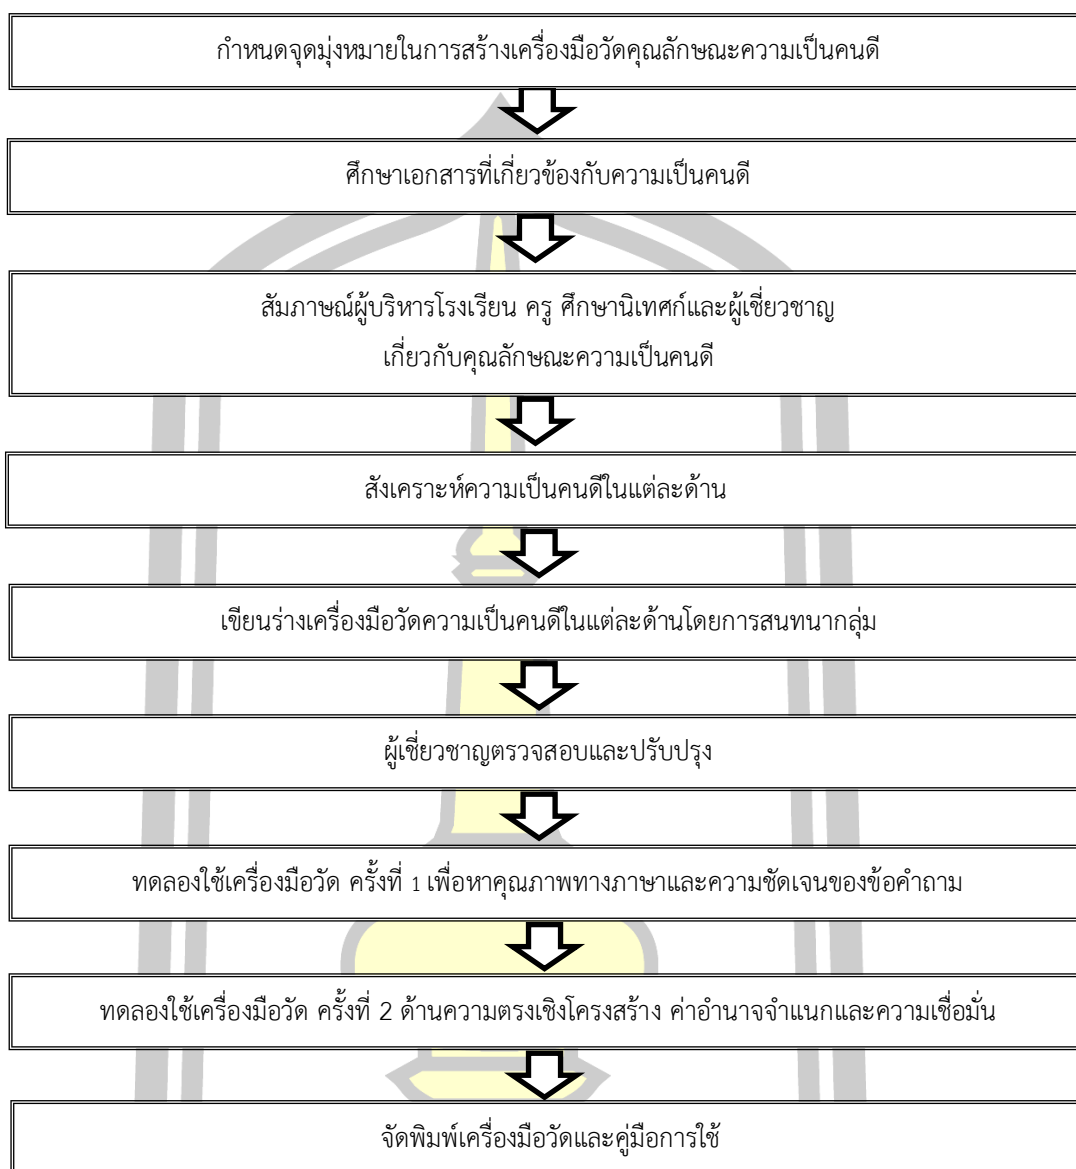 กำหนดจุดมุ่งหมายในการสร้างเครื่องมือวัดคุณลักษณะความเป็นคนดี
ศึกษาเอกสารที่เกี่ยวข้องกับความเป็นคนดี
สัมภาษณ์ผู้บริหารโรงเรียน ครู ศึกษานิเทศก์และผู้เชี่ยวชาญ
เกี่ยวกับคุณลักษณะความเป็นคนดี
สังเคราะห์ความเป็นคนดีในแต่ละด้าน
เขียนร่างเครื่องมือวัดความเป็นคนดีในแต่ละด้านโดยการสนทนากลุ่ม
ผู้เชี่ยวชาญตรวจสอบและปรับปรุง
ทดลองใช้เครื่องมือวัด ครั้งที่ 1 เพื่อหาคุณภาพทางภาษาและความชัดเจนของข้อคำถาม
ทดลองใช้เครื่องมือวัด ครั้งที่ 2 ด้านความตรงเชิงโครงสร้าง ค่าอำนาจจำแนกและความเชื่อมั่น
จัดพิมพ์เครื่องมือวัดและคู่มือการใช้